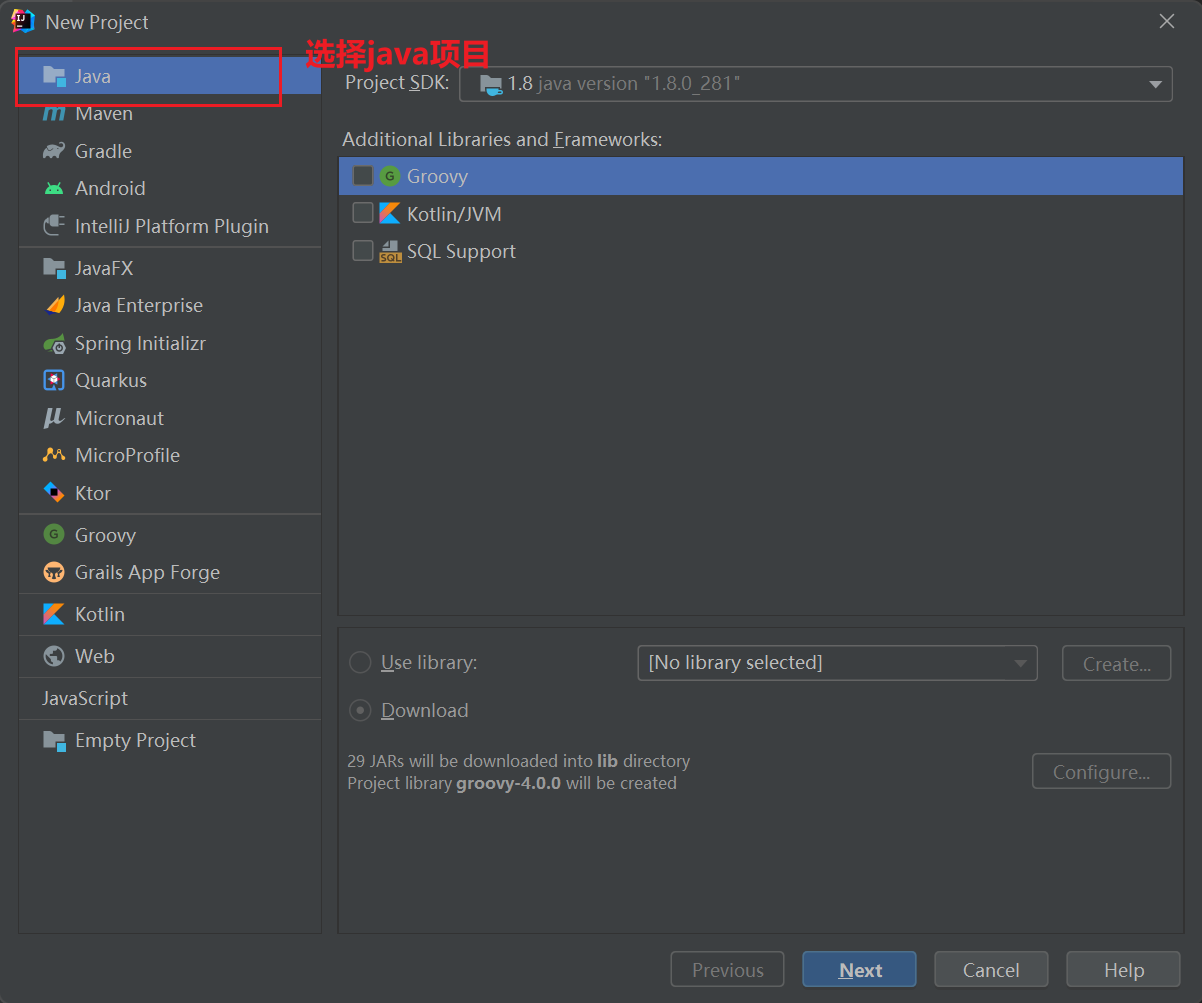 New Project
选择java项目
Java
Maven
Gradle
Android
IntelliJ Platform Plugin
JavaFX
Java Enterprise
Spring Initializr
Quarkus
Micronaut
MicroProfile
Ktor
Groovy
Grails App Forge
Kotlin
Web
JavaScript
Empty Project
Project SDK: 1.8 java version "1.8.0_281"
Additional Libraries and Frameworks:
Groovy
Kotlin/JVM
SQL Support
Use library: [No library selected] Create...
Download
29 JARs will be downloaded into lib directory
Project library groovy-4.0.0 will be created
Configure...
Previous Next Cancel Help